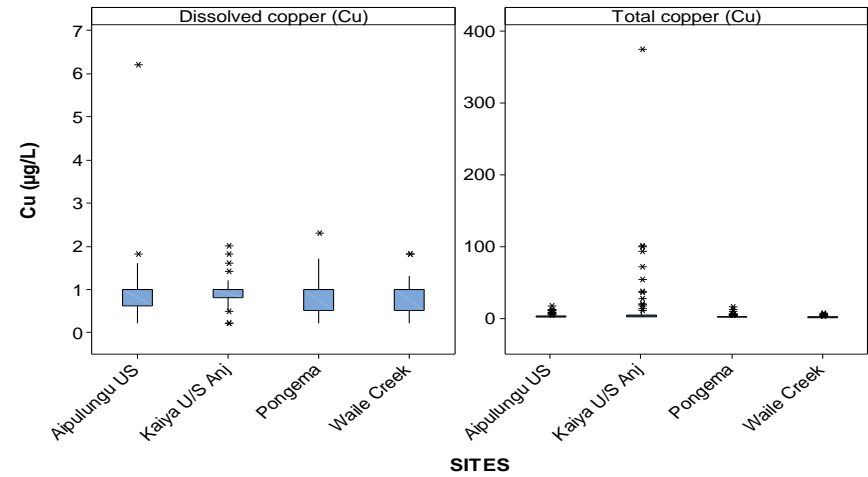 Dissolved copper (Cu)
Total copper (Cu)
Cu (µg/L)
7
6
5
4
3
2
1
0
400
300
200
100
0
Aipulungu US
Kaiya U/S Anj
Pongema
Waile Creek
Aipulungu US
Kaiya U/S Anj
Pongema
Waile Creek
SITES